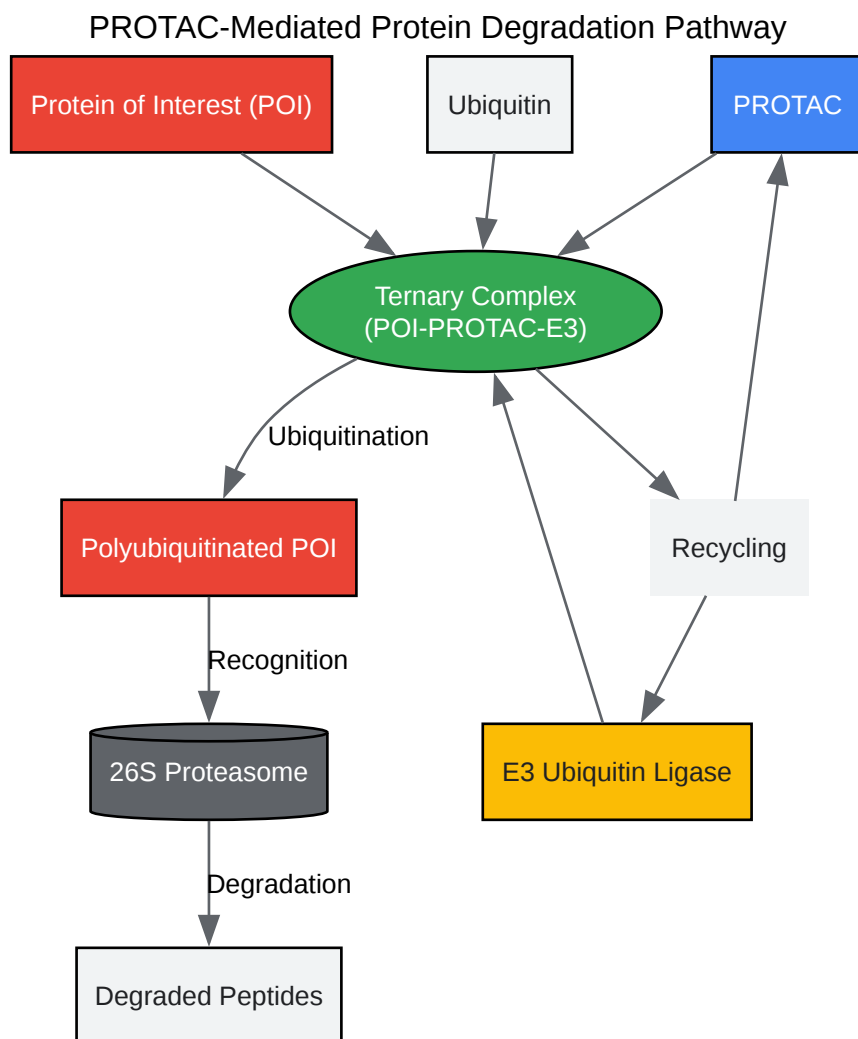 PROTAC-Mediated Protein Degradation Pathway
Protein of Interest (POI)
Ubiquitin
PROTAC
Ternary Complex
(POI-PROTAC-E3)
Ubiquitination
Polyubiquitinated POI
Recycling
Recognition
26S Proteasome
E3 Ubiquitin Ligase
Degradation
Degraded Peptides